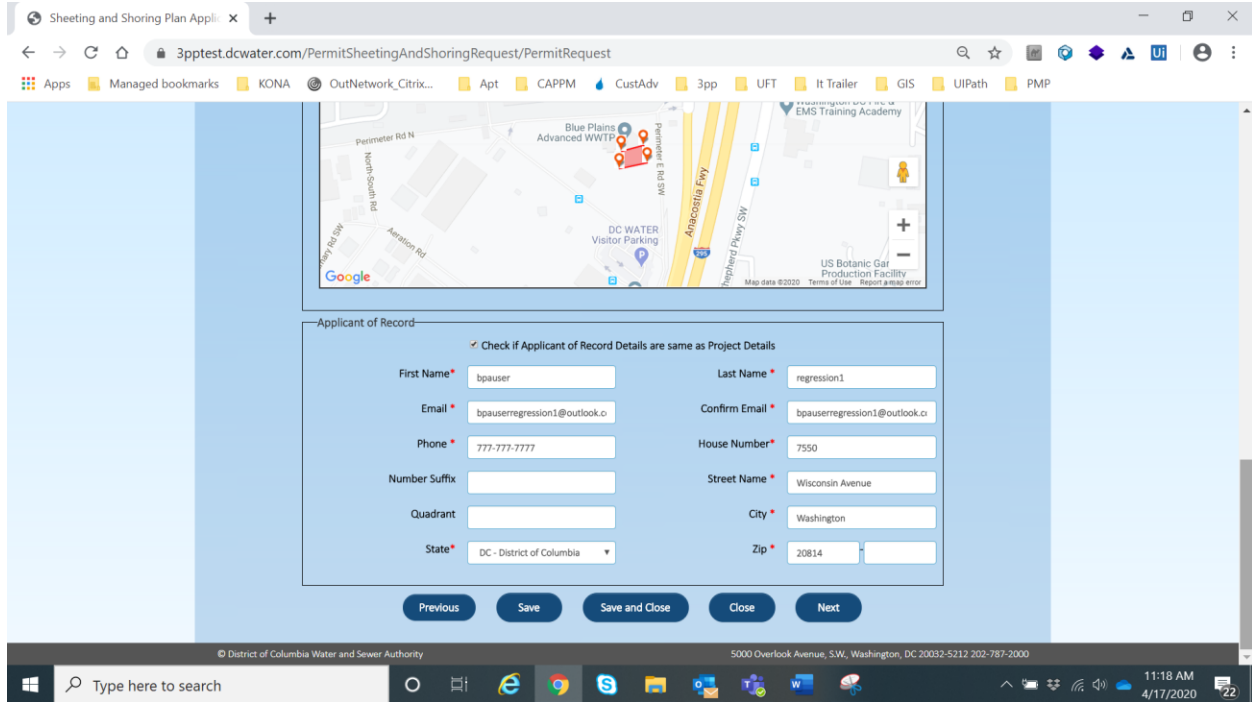 Sheeting and Shoring Plan Applic
3pptest.dcwater.com/PermitSheetingAndShoringRequest/PermitRequest
Apps Managed bookmarks KONA OutNetwork_Citrix... Apt CAPPM CustAdv 3pp UFT It Trailer GIS UIPath PMP
Washington DC Fire &
EMS Training Academy
Perimeter Rd N
Blue Plains
Advanced WWTP
Perimeter E Rd SW
North-South Rd
Anacostia Fwy
DC WATER
Visitor Parking
P
Aeration Rd
295
US Botanic Gar
Production Facility
Google
Map data ©2020 Terms of Use Report a map error
Applicant of Record
Check if Applicant of Record Details are same as Project Details
First Name* bpauser Last Name * regression1
Email * bpauserregression1@outlook.c Confirm Email * bpauserregression1@outlook.c
Phone * 777-777-7777 House Number* 7550
Number Suffix Street Name * Wisconsin Avenue
Quadrant City * Washington
State* DC - District of Columbia Zip * 20814 -
Previous Save Save and Close Close Next
© District of Columbia Water and Sewer Authority 5000 Overlook Avenue, S.W., Washington, DC 20032-5212 202-787-2000
Type here to search
11:18 AM
4/17/2020
22